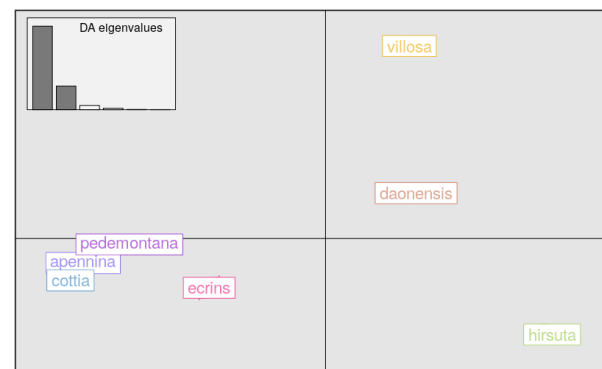 DA eigenvalues
villosa
daonensis
pedemontana
apennina
cottia
ecrins
hirsuta